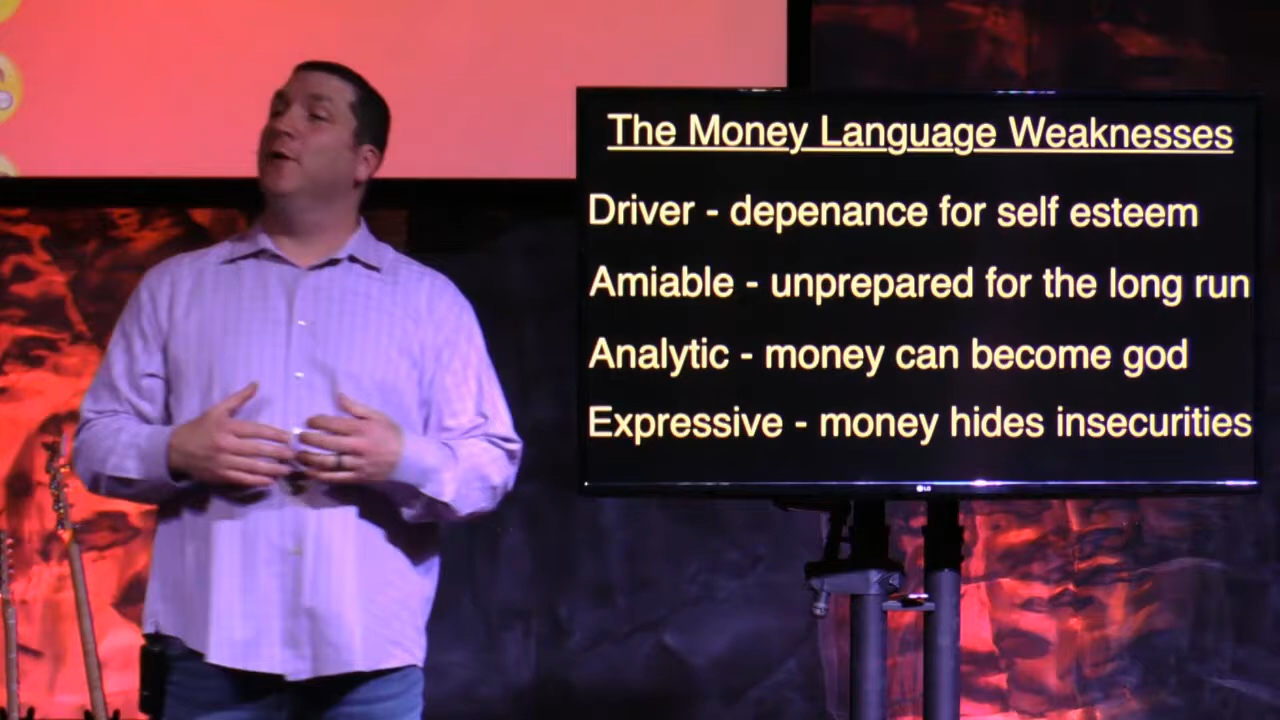 The Money Language Weaknesses
Driver - depenance for self esteem
Amiable - unprepared for the long run
Analytic - money can become god
Expressive - money hides insecurities
LG